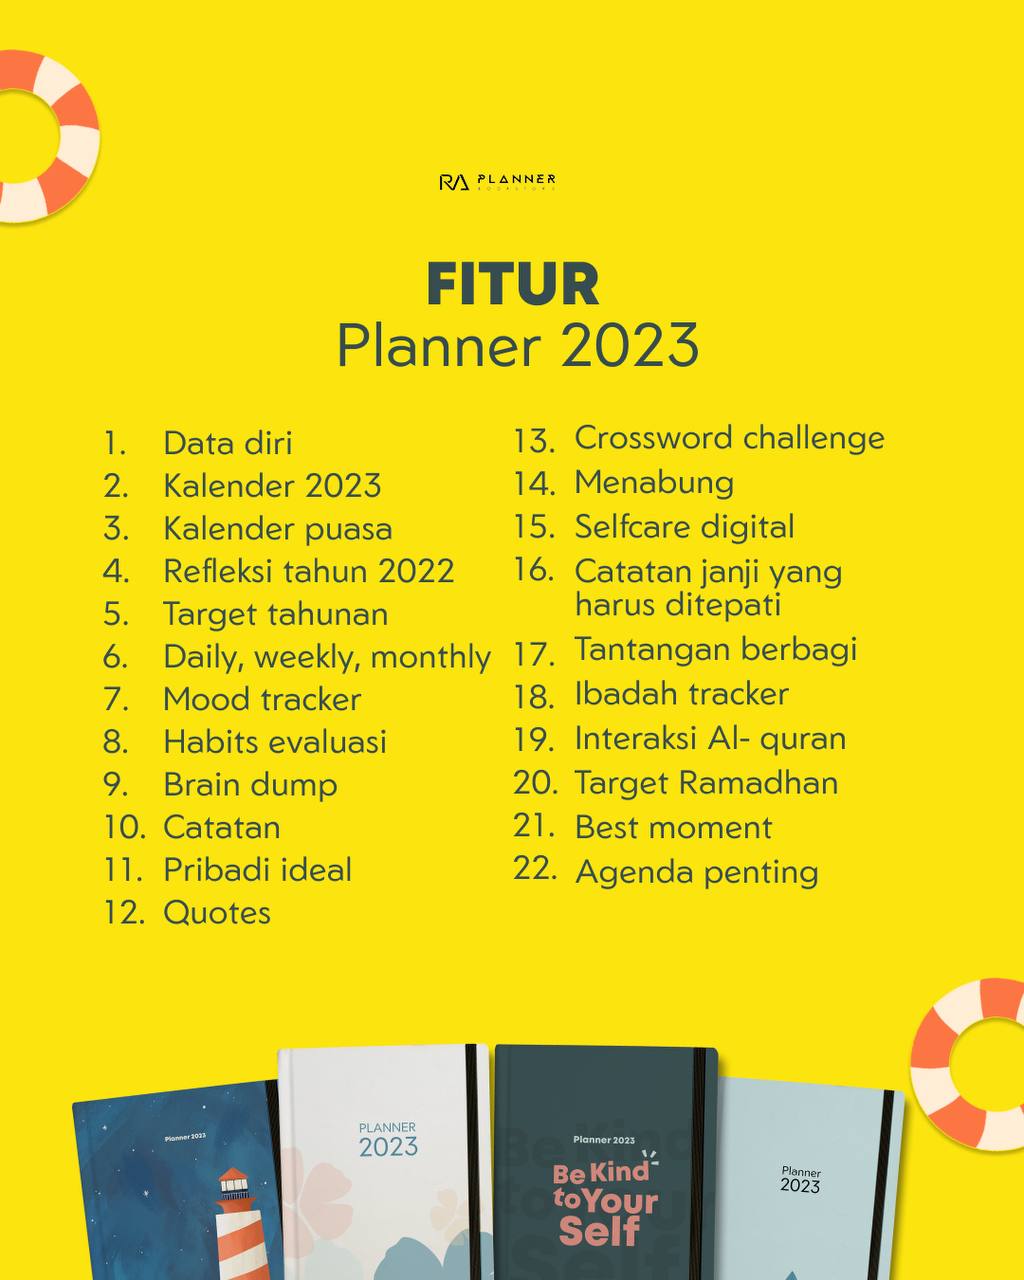 RA PLANNER
BOOKSTORE
FITUR
Planner 2023
1. Data diri
2. Kalender 2023
3. Kalender puasa
4. Refleksi tahun 2022
5. Target tahunan
6. Daily, weekly, monthly
7. Mood tracker
8. Habits evaluasi
9. Brain dump
10. Catatan
11. Pribadi ideal
12. Quotes
13. Crossword challenge
14. Menabung
15. Selfcare digital
16. Catatan janji yang
harus ditepati
17. Tantangan berbagi
18. Ibadah tracker
19. Interaksi Al- quran
20. Target Ramadhan
21. Best moment
22. Agenda penting
Planner 2023
PLANNER
2023
Planner 2023
Be Kind
to Your
Self
Planner
2023